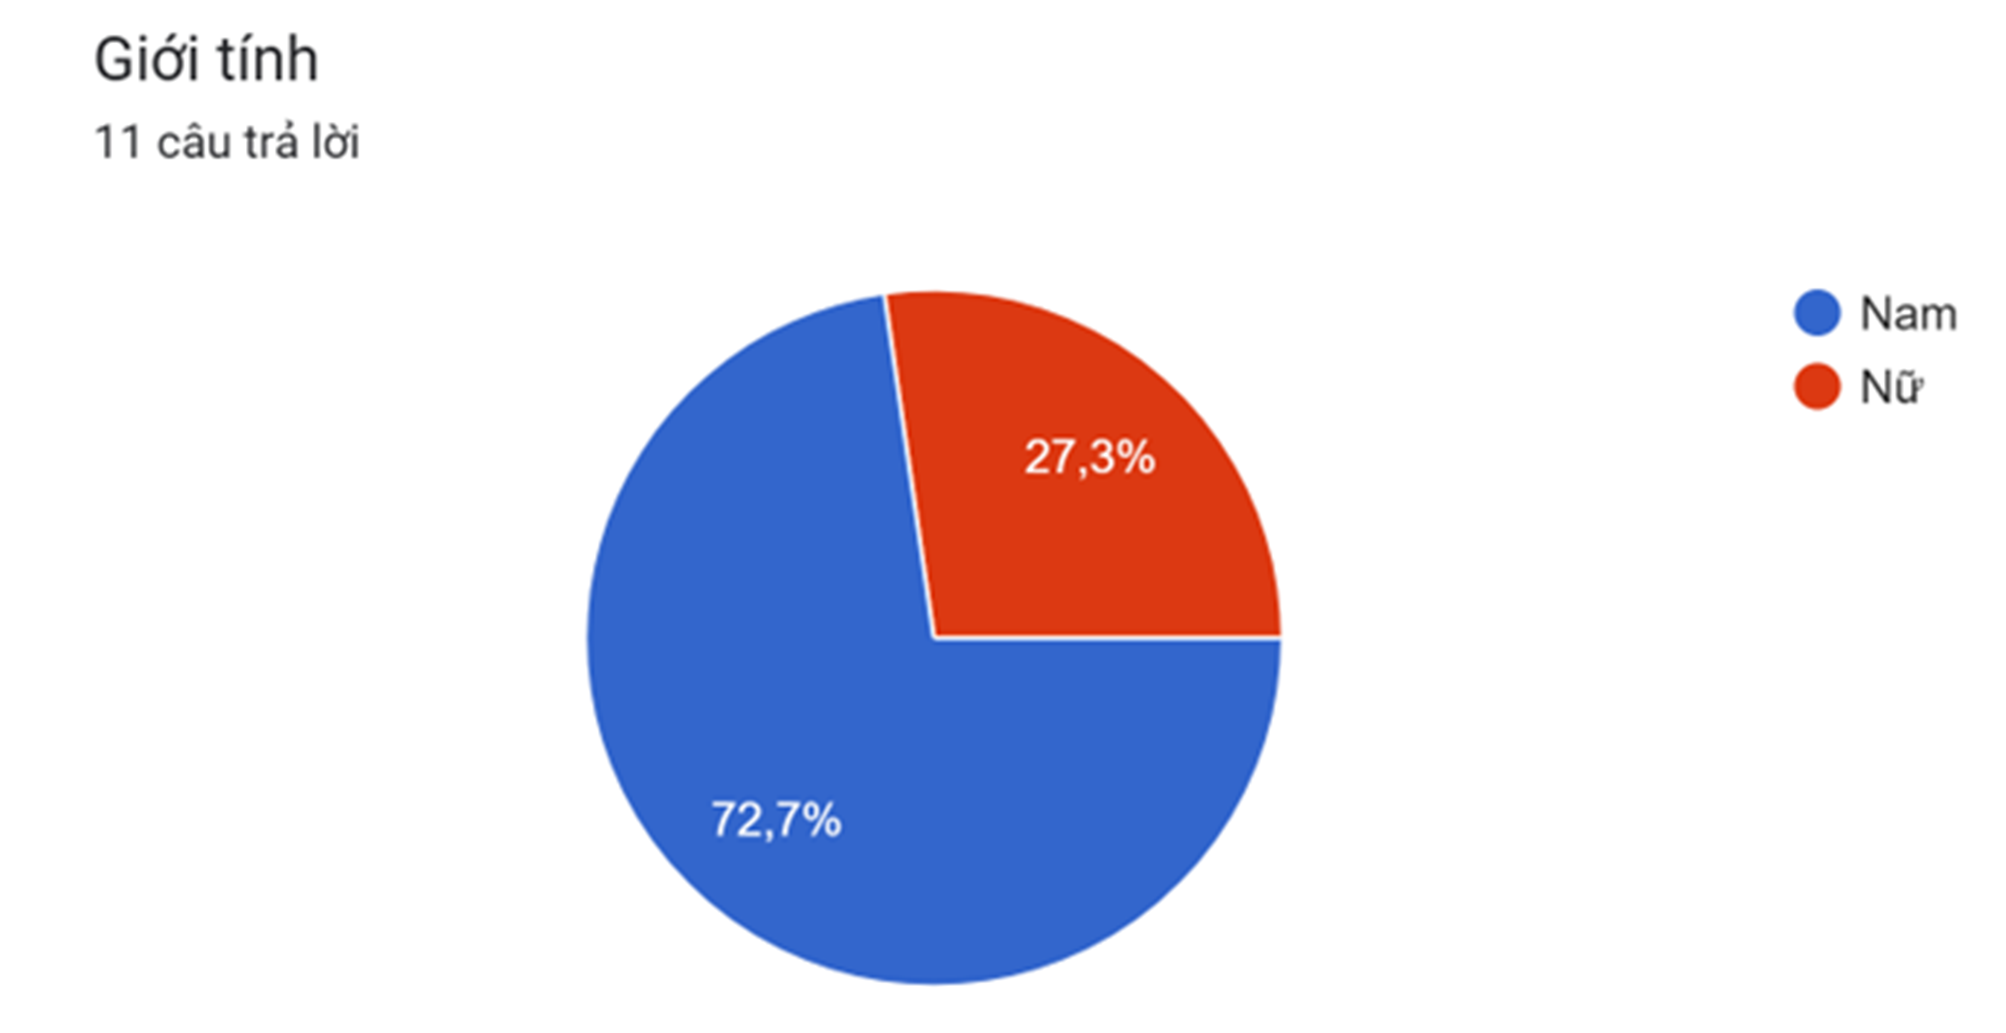 Giới tính
11 câu trả lời
Nam
Nữ
27,3%
72,7%